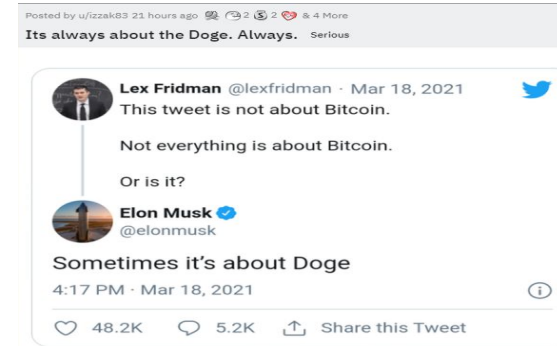 Posted by u/izzak83 21 hours ago 2 S 2 & 4 More
Its always about the Doge. Always. Serious
Lex Fridman @lexfridman · Mar 18, 2021
This tweet is not about Bitcoin.
Not everything is about Bitcoin.
Or is it?
Elon Musk
@elonmusk
Sometimes it's about Doge
4:17 PM · Mar 18, 2021
48.2K 5.2K Share this Tweet